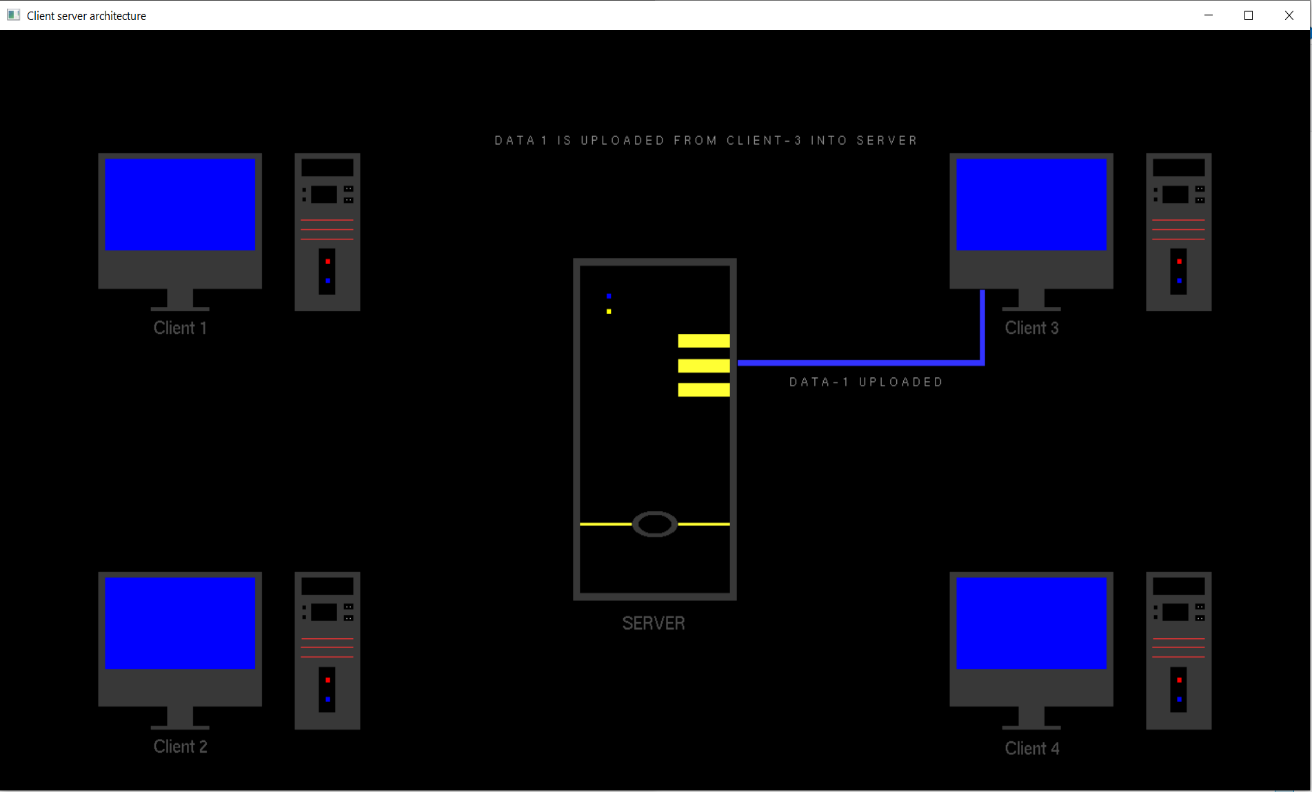 Client server architecture
DATA 1 IS UPLOADED FROM CLIENT-3 INTO SERVER
Client 1
Client 3
DATA-1 UPLOADED
SERVER
Client 2
Client 4